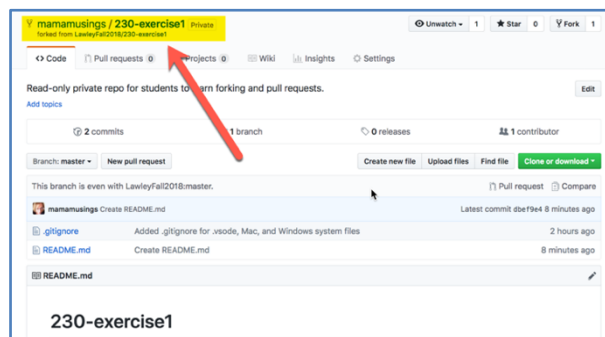 mamamusings / 230-exercise1 Private
forked from LawleyFall2018/230-exercise1
Unwatch 1 Star 0 Fork 1
Code Pull requests 0 Projects 0 Wiki Insights Settings
Read-only private repo for students to learn forking and pull requests. Edit
Add topics
2 commits 1 branch 0 releases 1 contributor
Branch: master New pull request Create new file Upload files Find file Clone or download
This branch is even with LawleyFall2018:master. Pull request Compare
mamamusings Create README.md Latest commit dbef9e4 8 minutes ago
.gitignore Added .gitignore for .vsode, Mac, and Windows system files 2 hours ago
README.md Create README.md 8 minutes ago
README.md
230-exercise1